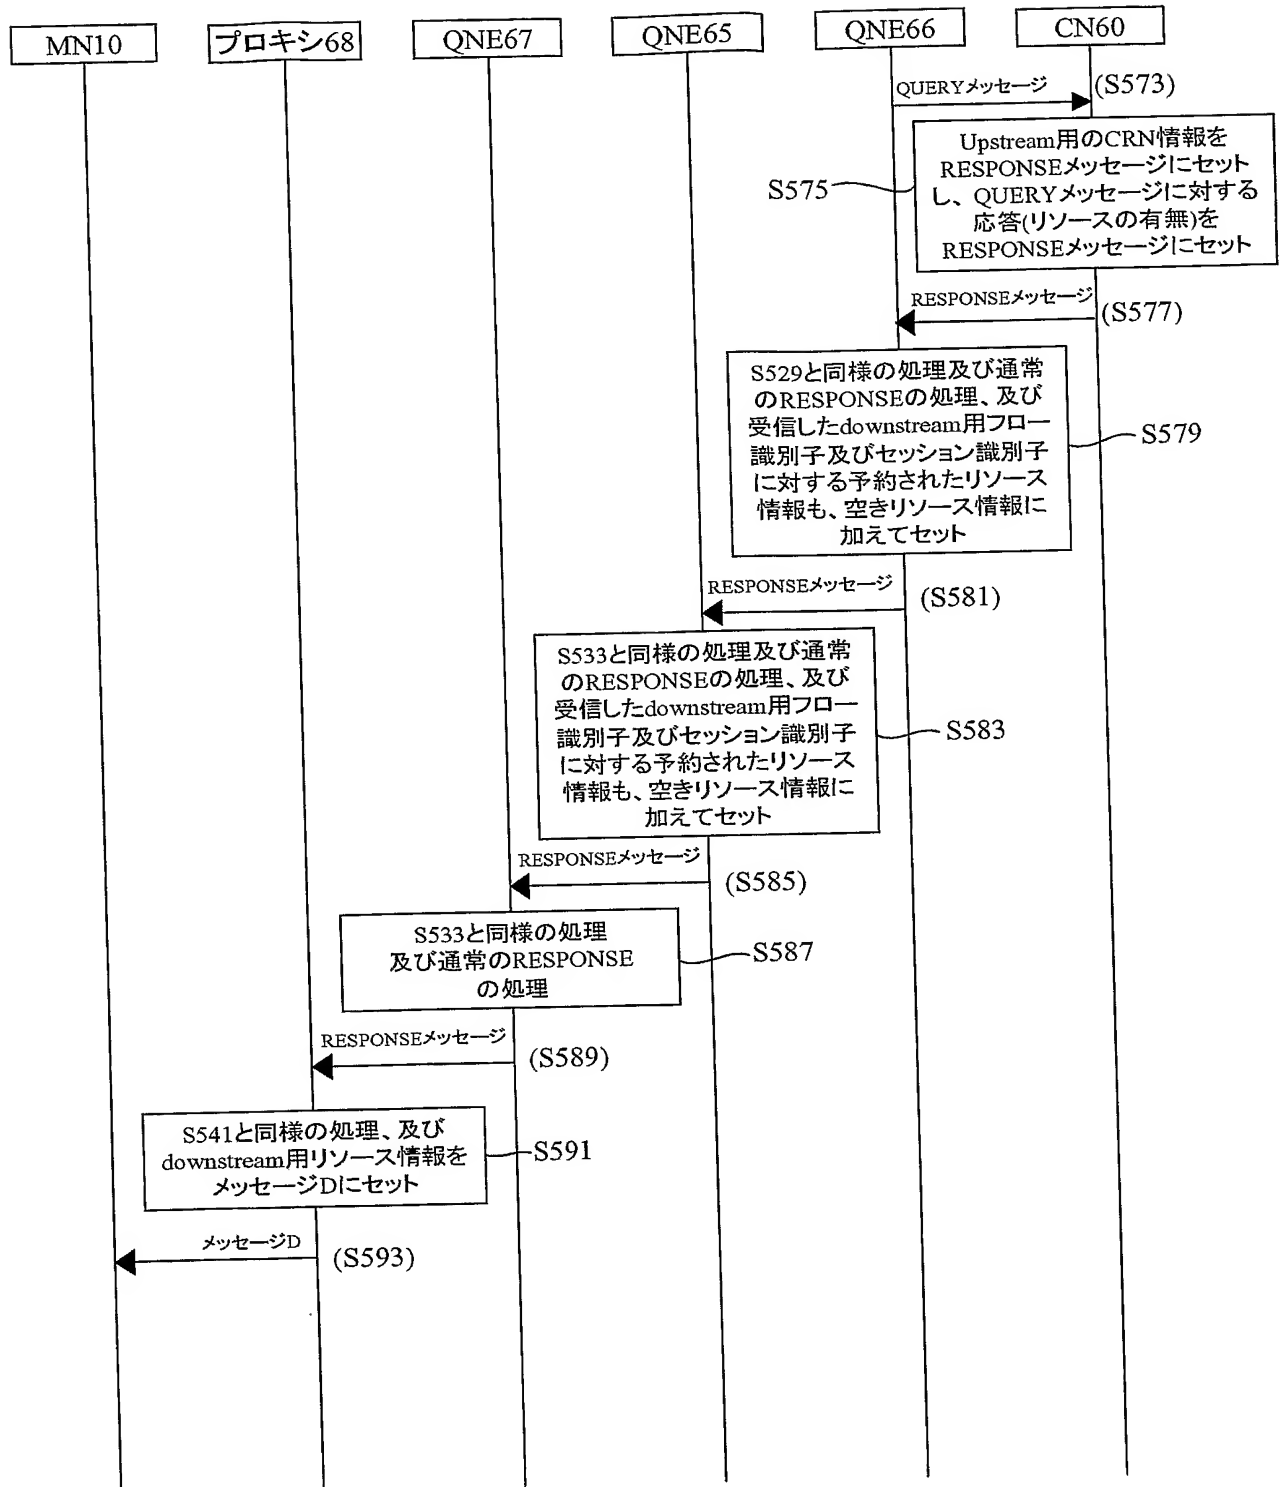 MN10
プロキシ68
QNE67
QNE65
QNE66
CN60
QUERYメッセージ
(S573)
Upstream用のCRN情報を
RESPONSEメッセージにセット
し、QUERYメッセージに対する
応答(リソースの有無)を
RESPONSEメッセージにセット
S575
RESPONSEメッセージ
(S577)
S529と同様の処理及び通常
のRESPONSEの処理、及び
受信したdownstream用フロー
識別子及びセッション識別子
に対する予約されたリソース
情報も、空きリソース情報に
加えてセット
S579
RESPONSEメッセージ
(S581)
S533と同様の処理及び通常
のRESPONSEの処理、及び
受信したdownstream用フロー
識別子及びセッション識別子
に対する予約されたリソース
情報も、空きリソース情報に
加えてセット
S583
RESPONSEメッセージ
(S585)
S533と同様の処理
及び通常のRESPONSE
の処理
S587
RESPONSEメッセージ
(S589)
S541と同様の処理、及び
downstream用リソース情報を
メッセージDにセット
S591
メッセージD
(S593)